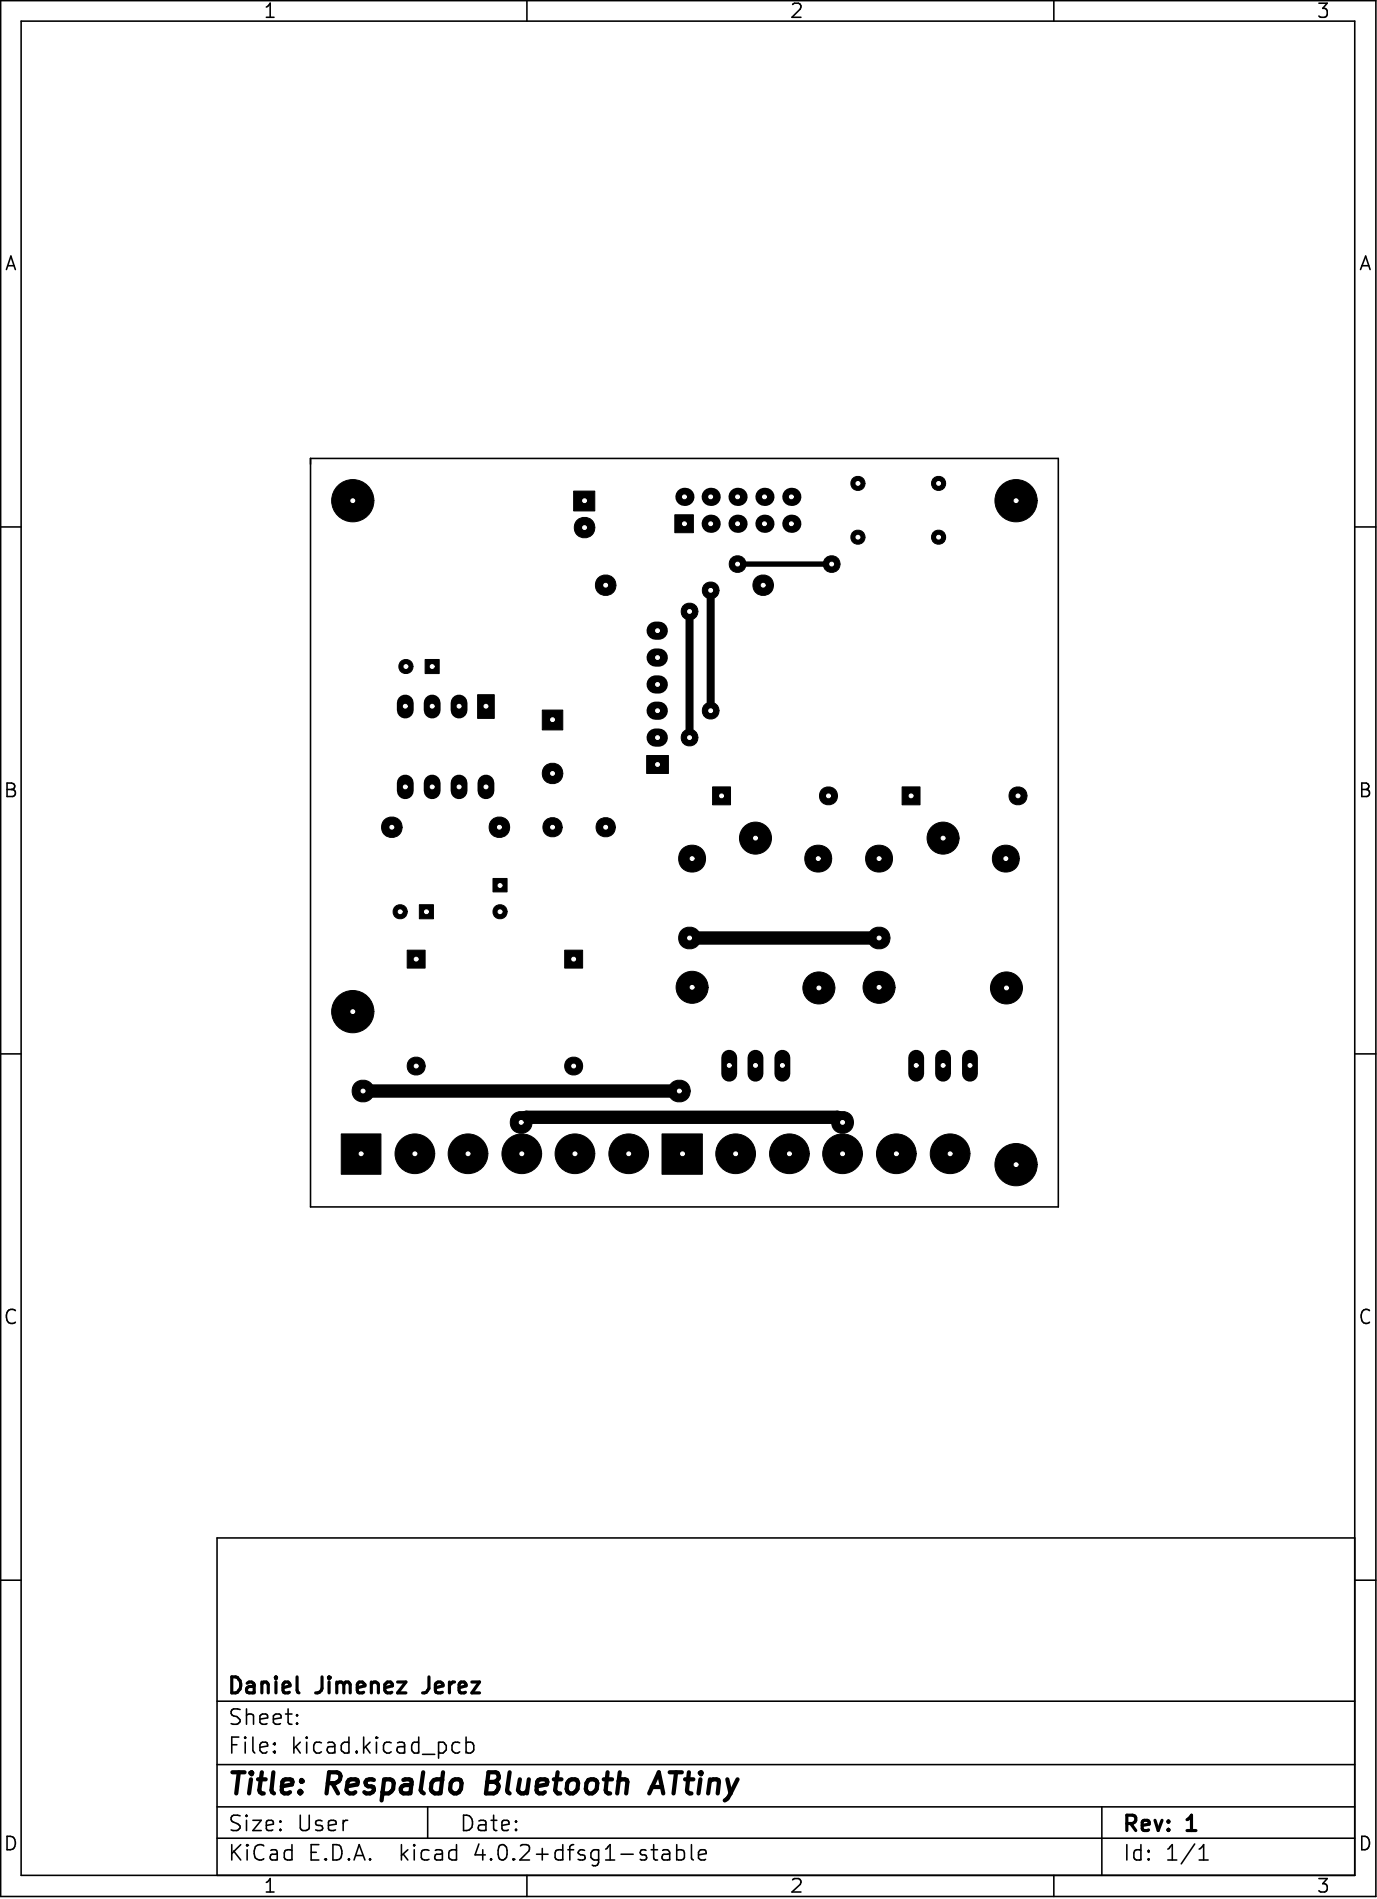 1 2 3
A A
B B
C C
Daniel Jimenez Jerez
Sheet:
File: kicad.kicad_pcb
Title: Respaldo Bluetooth ATtiny
Size: User Date: Rev: 1
D D
KiCad E.D.A. kicad 4.0.2+dfsg1-stable Id: 1/1
1 2 3